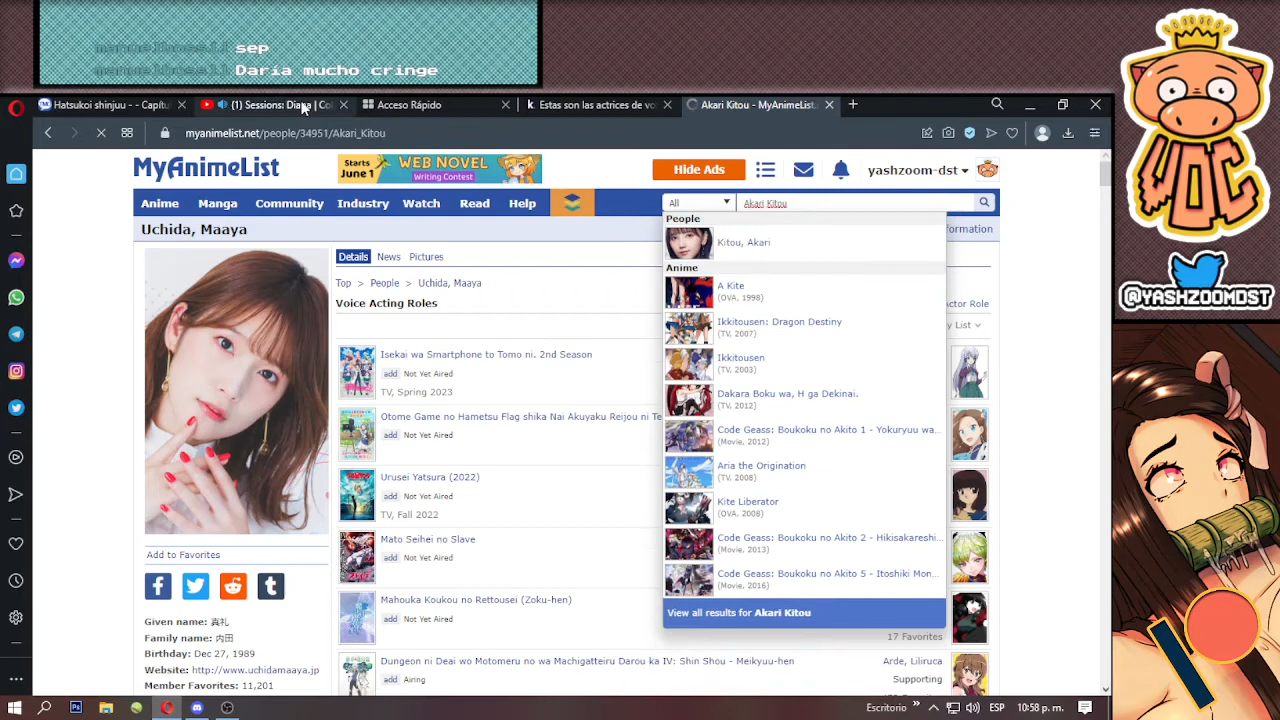 sep
Daria mucho cringe
Hatsukoi shinjuu - - Capítu
(1) Sessions: Diana | Co
Acceso Rápido
Estas son las actrices de vo
Akari Kitou - MyAnimeList.
myanimelist.net/people/34951/Akari_Kitou
MyAnimeList
Starts June 1
WEB NOVEL
Writing Contest
Hide Ads
yashzoom-dst
Anime Manga Community Industry Watch Read Help
All
Akari Kitou
Uchida, Maaya
formation
People
Kitou, Akari
Anime
A Kite
(OVA, 1998)
Ikkitousen: Dragon Destiny
(TV, 2007)
Ikkitousen
(TV, 2003)
Dakara Boku wa, H ga Dekinai.
(TV, 2012)
Code Geass: Boukoku no Akito 1 - Yokuryuu wa...
(Movie, 2012)
Aria the Origination
(TV, 2008)
Kite Liberator
(OVA, 2008)
Code Geass: Boukoku no Akito 2 - Hikisakareshi...
(Movie, 2013)
Code Geass: Boukoku no Akito 5 - Itoshiki Mon...
(Movie, 2016)
View all results for Akari Kitou
Details News Pictures
Top > People > Uchida, Maaya
Voice Acting Roles
Actor Role
y List
Isekai wa Smartphone to Tomo ni. 2nd Season
add Not Yet Aired
TV, Spring 2023
Otome Game no Hametsu Flag shika Nai Akuyaku Reijou ni Te
add Not Yet Aired
Urusei Yatsura (2022)
add Not Yet Aired
TV, Fall 2022
Mato Seihei no Slave
add Not Yet Aired
Mahouka Koukou no Rettousei (Zoku-hen)
add Not Yet Aired
17 Favorites
Dungeon ni Deai wo Motomeru no wa Machigatteiru Darou ka IV: Shin Shou - Meikyuu-hen
add Airing
Arde, Liliruca
Supporting
Add to Favorites
Given name: 真礼
Family name: 内田
Birthday: Dec 27, 1989
Website: http://www.uchidamaaya.jp
Member Favorites: 11,201
Escritorio
ESP
10:58 p. m.
@YASHZOOMDST